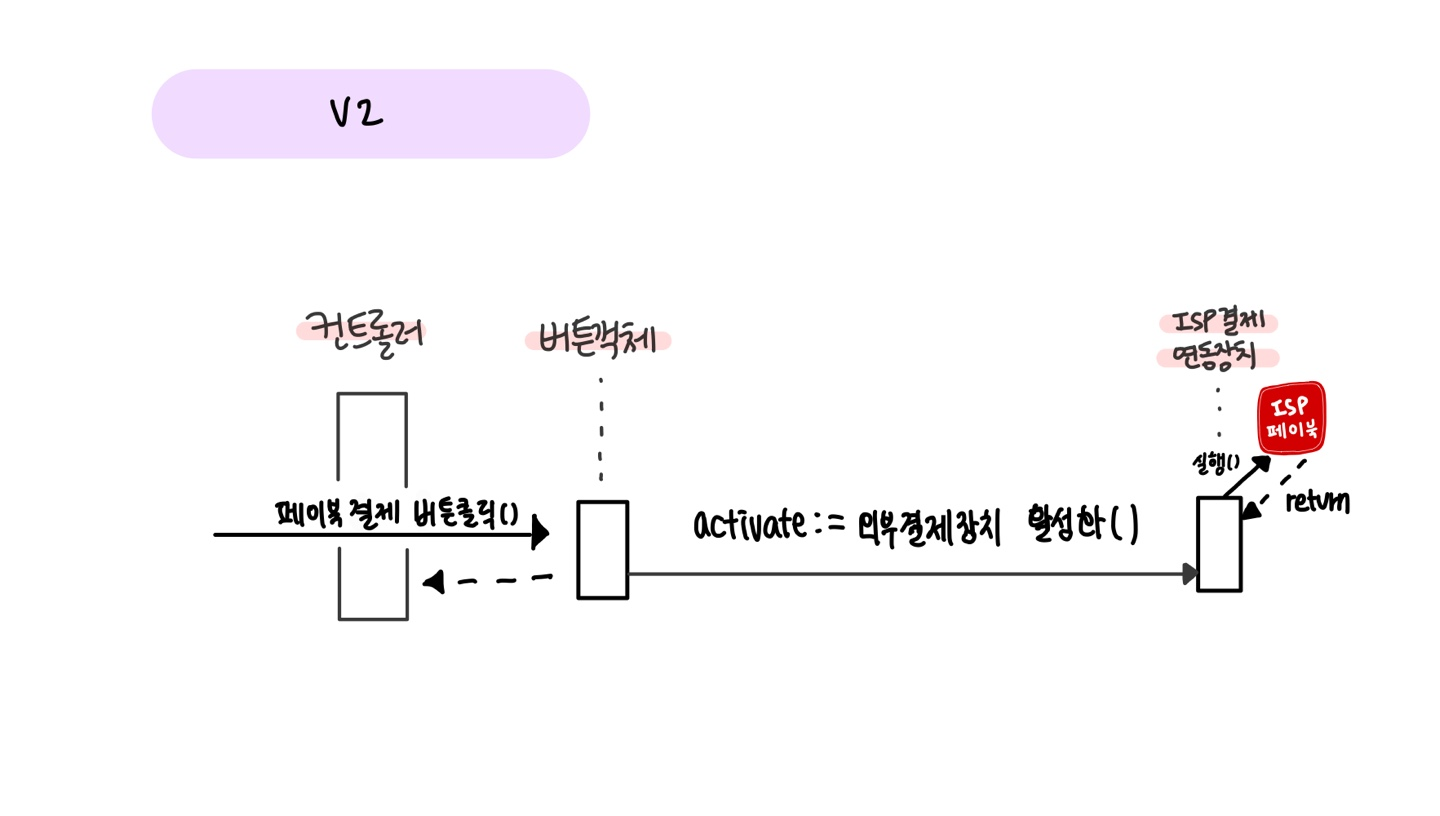 V2
컨트롤러
버튼객체
ISP결제
연동장치
ISP
페이북
실행()
return
페이북 결제 버튼클릭()
activate:= 외부결제장치 활성화()